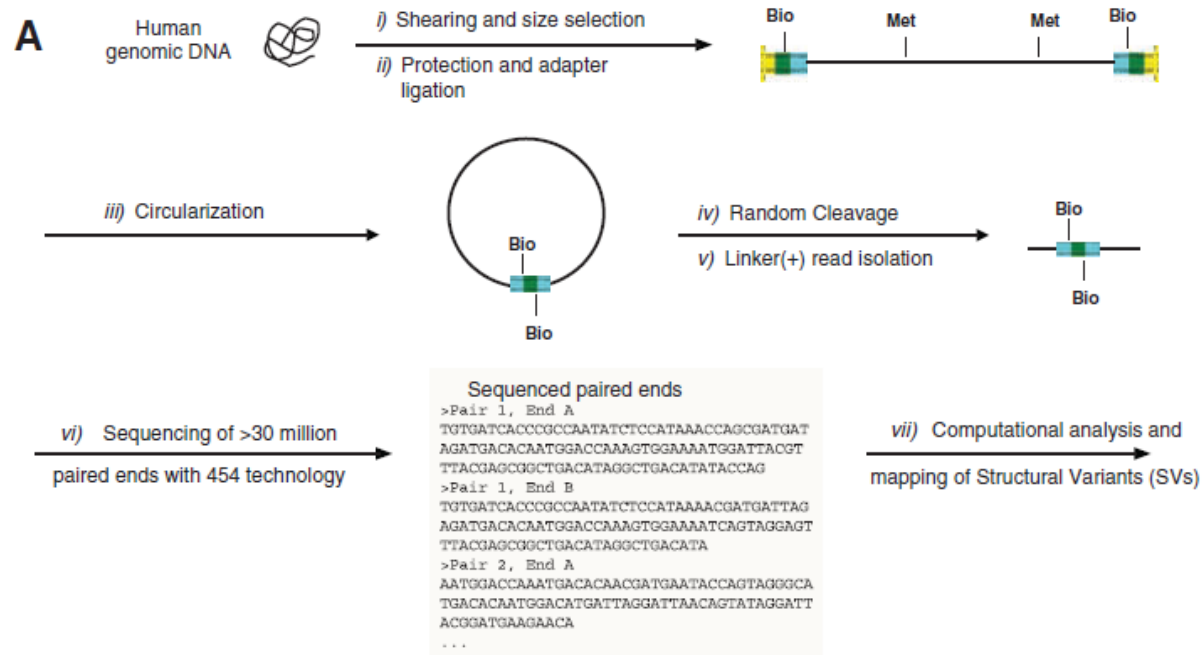 A
Human
genomic DNA
i) Shearing and size selection
ii) Protection and adapter
ligation
Bio
Met
Met
Bio
iii) Circularization
Bio
Bio
iv) Random Cleavage
v) Linker(+) read isolation
Bio
Bio
vi) Sequencing of >30 million
paired ends with 454 technology
Sequenced paired ends
>Pair 1, End A
TGTGATCACCCGCCAATATCTCCATAAACCAGCGATGAT
AGATGACACAATGGACCAAAGTGGAAAATGGATTACGT
TTACGAGCGGCTGACATAGGCTGACATATACCAG
>Pair 1, End B
TGTGATCACCCGCCAATATCTCCATAAAACGATGATTAG
AGATGACACAATGGACCAAAGTGGAAAATCAGTAGGAGT
TTACGAGCGGCTGACATAGGCTGACATA
>Pair 2, End A
AATGGACCAAATGACACAACGATGAATACCAGTAGGGCA
TGACACAATGGACATGATTAGGATTAACAGTATAGGATT
ACGGATGAAGAACA
...
vii) Computational analysis and
mapping of Structural Variants (SVs)